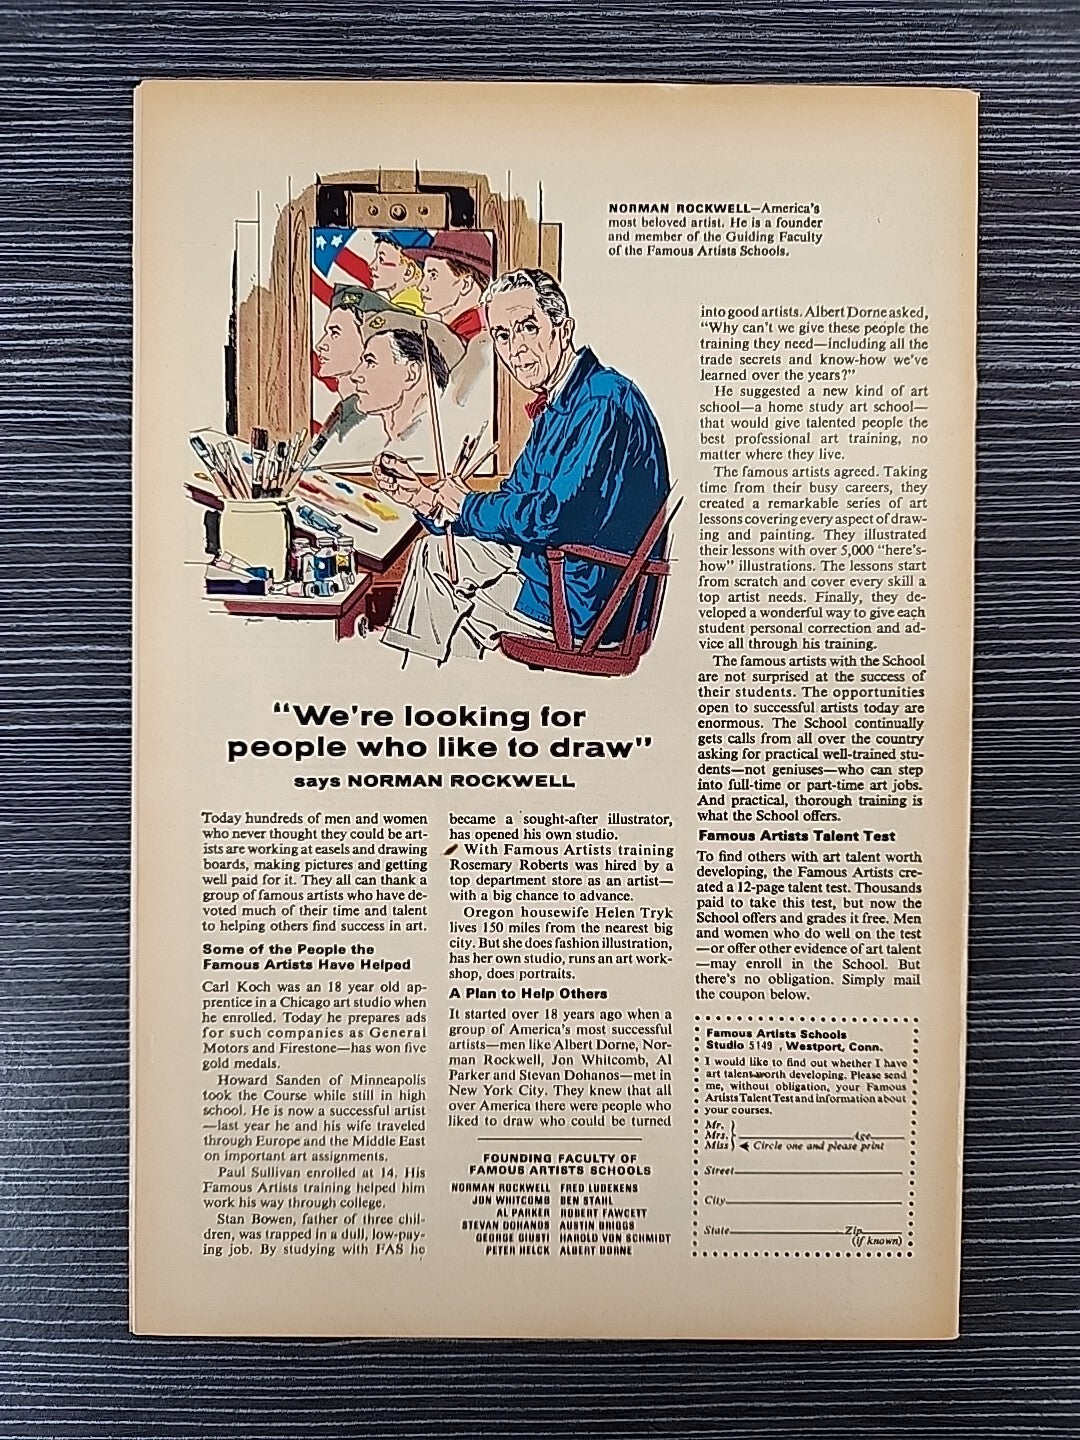 NORMAN ROCKWELL—America's
most beloved artist. He is a founder
and member of the Guiding Faculty
of the Famous Artists Schools.
"We're looking for
people who like to draw"
says NORMAN ROCKWELL
Today hundreds of men and women
who never thought they could be art-
ists are working at easels and drawing
boards, making pictures and getting
well paid for it. They all can thank a
group of famous artists who have de-
voted much of their time and talent
to helping others find success in art.
Some of the People the
Famous Artists Have Helped
Carl Koch was an 18 year old ap-
prentice in a Chicago art studio when
he enrolled. Today he prepares ads
for such companies as General
Motors and Firestone—has won five
gold medals.
Howard Sanden of Minneapolis
took the Course while still in high
school. He is now a successful artist
—last year he and his wife traveled
through Europe and the Middle East
on important art assignments.
Paul Sullivan enrolled at 14. His
Famous Artists training helped him
work his way through college.
Stan Bowen, father of three chil-
dren, was trapped in a dull, low-pay-
ing job. By studying with FAS he
became a sought-after illustrator,
has opened his own studio.
With Famous Artists training
Rosemary Roberts was hired by a
top department store as an artist—
with a big chance to advance.
Oregon housewife Helen Tryk
lives 150 miles from the nearest big
city. But she does fashion illustration,
has her own studio, runs an art work-
shop, does portraits.
A Plan to Help Others
It started over 18 years ago when a
group of America's most successful
artists—men like Albert Dorne, Nor-
man Rockwell, Jon Whitcomb, Al
Parker and Stevan Dohanos—met in
New York City. They knew that all
over America there were people who
liked to draw who could be turned
FOUNDING FACULTY OF
FAMOUS ARTISTS SCHOOLS
NORMAN ROCKWELL FRED LUDEKENS
JON WHITCOMB BEN STAHL
AL PARKER ROBERT FAWCETT
STEVAN DOHANOS AUSTIN BRIGGS
GEORGE GIUSTI HAROLD VON SCHMIDT
PETER HELCK ALBERT DORNE
into good artists. Albert Dorne asked,
"Why can't we give these people the
training they need—including all the
trade secrets and know-how we've
learned over the years?"
He suggested a new kind of art
school—a home study art school—
that would give talented people the
best professional art training, no
matter where they live.
The famous artists agreed. Taking
time from their busy careers, they
created a remarkable series of art
lessons covering every aspect of draw-
ing and painting. They illustrated
their lessons with over 5,000 "here's-
how" illustrations. The lessons start
from scratch and cover every skill a
top artist needs. Finally, they de-
veloped a wonderful way to give each
student personal correction and ad-
vice all through his training.
The famous artists with the School
are not surprised at the success of
their students. The opportunities
open to successful artists today are
enormous. The School continually
gets calls from all over the country
asking for practical well-trained stu-
dents—not geniuses—who can step
into full-time or part-time art jobs.
And practical, thorough training is
what the School offers.
Famous Artists Talent Test
To find others with art talent worth
developing, the Famous Artists cre-
ated a 12-page talent test. Thousands
paid to take this test, but now the
School offers and grades it free. Men
and women who do well on the test
—or offer other evidence of art talent
—may enroll in the School. But
there's no obligation. Simply mail
the coupon below.
Famous Artists Schools
Studio 5149 , Westport, Conn.
I would like to find out whether I have
art talent worth developing. Please send
me, without obligation, your Famous
Artists Talent Test and information about
your courses.
Mr.
Mrs. Age
Miss Circle one and please print
Street
City
State Zip
(if known)